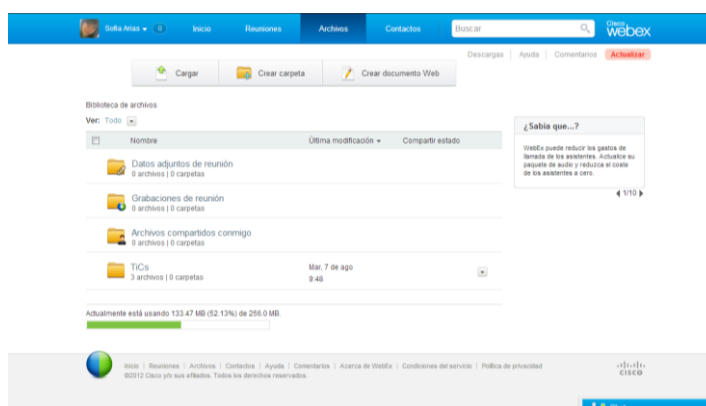 Sofia Arias 0 Inicio Reuniones Archivos Contactos Buscar Cisco webex
Descargas | Ayuda | Comentarios Actualizar
Cargar Crear carpeta Crear documento Web
Biblioteca de archivos
Ver: Todo
Nombre Última modificación Compartir estado
Datos adjuntos de reunión
0 archivos | 0 carpetas
Grabaciones de reunión
0 archivos | 0 carpetas
Archivos compartidos conmigo
0 archivos | 0 carpetas
TiCs Mar, 7 de ago
3 archivos | 0 carpetas 9:48
Actualmente está usando 133.47 MB (52.13%) de 256.0 MB.
¿Sabía que...?
WebEx puede reducir los gastos de
llamada de los asistentes. Actualice su
paquete de audio y reduzca el coste
de los asistentes a cero.
1/10
Inicio | Reuniones | Archivos | Contactos | Ayuda | Comentarios | Acerca de WebEx | Condiciones del servicio | Política de privacidad
©2012 Cisco y/o sus afiliados. Todos los derechos reservados.
CISCO